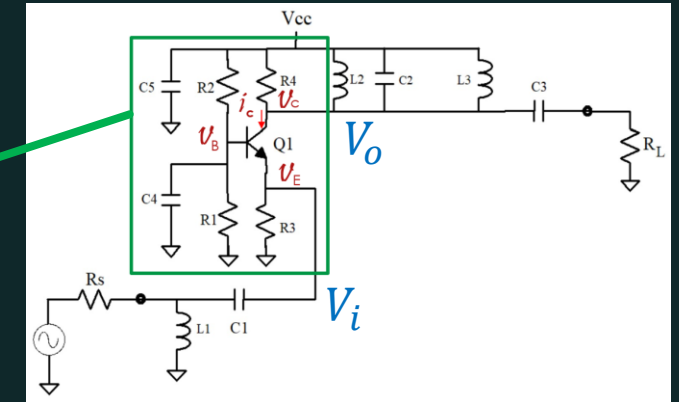 Vcc
C5
R2
R4
L2
C2
L3
C3
i_c
V_C
V_B
Q1
V_o
R_L
V_E
C4
R1
R3
Rs
V_i
L1
C1